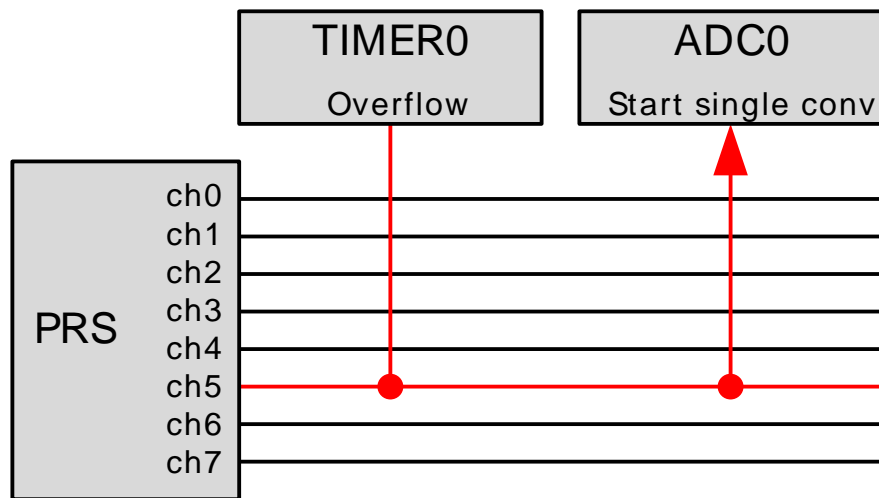 TIMER0
Overflow
ADC0
Start single conv
PRS
ch0
ch1
ch2
ch3
ch4
ch5
ch6
ch7